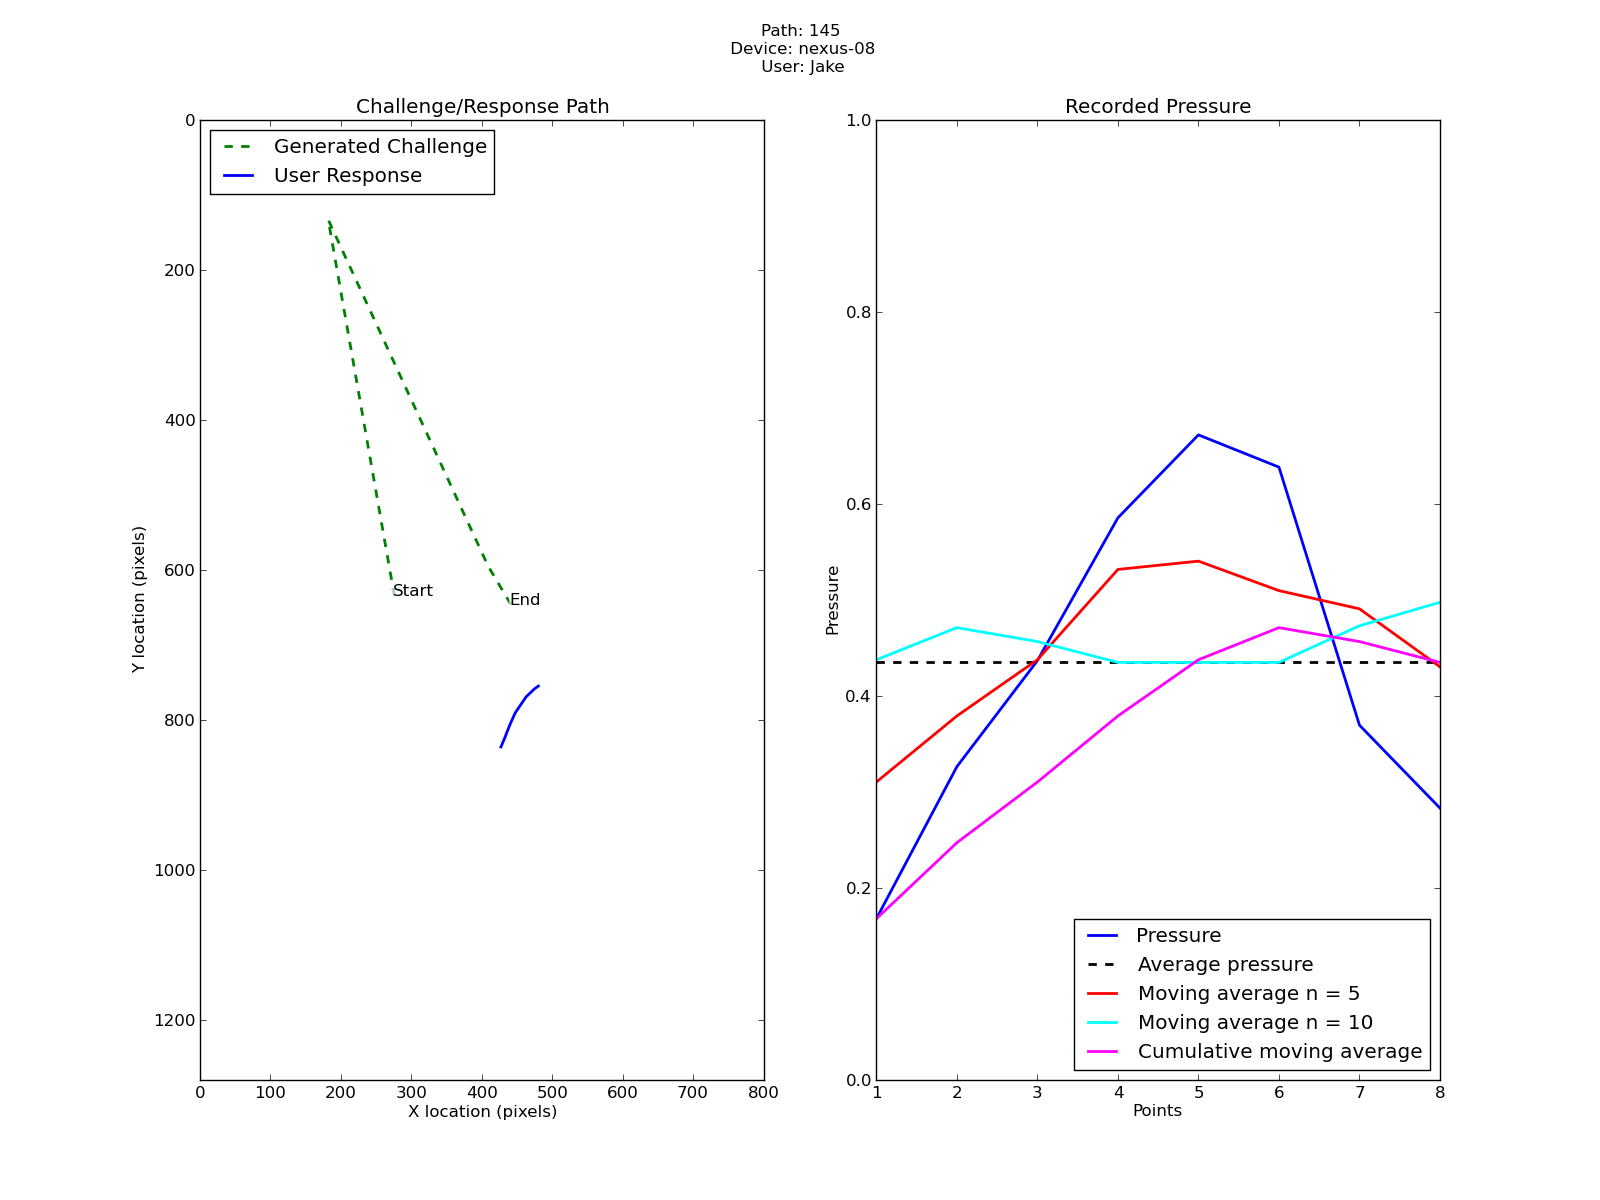 Path: 145
Device: nexus-08
User: Jake
Challenge/Response Path
0
200
400
600
800
1000
1200
Y location (pixels)
Generated Challenge
User Response
Start
End
0 100 200 300 400 500 600 700 800
X location (pixels)
Recorded Pressure
1.0
0.8
0.6
0.4
0.2
0.0
Pressure
Pressure
Average pressure
Moving average n = 5
Moving average n = 10
Cumulative moving average
1 2 3 4 5 6 7 8
Points